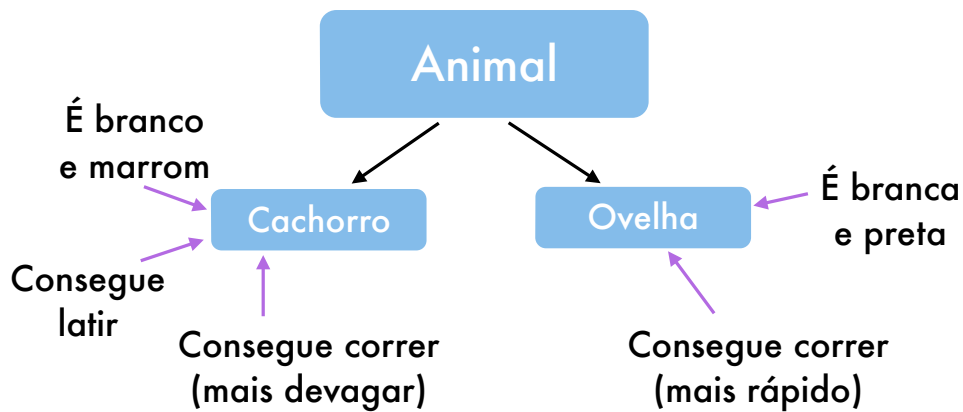 Animal
É branco
e marrom
Cachorro
Ovelha
É branca
e preta
Consegue
latir
Consegue correr
(mais devagar)
Consegue correr
(mais rápido)